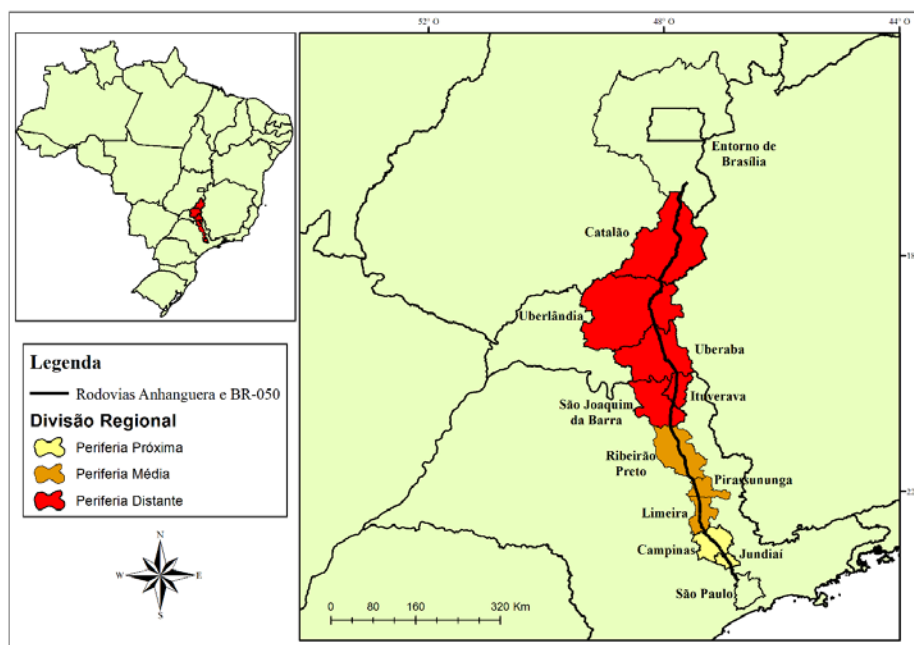 52° O
48° O
44° O
Entorno de
Brasília
Catalão
18
Uberlândia
Uberaba
Ituverava
São Joaquim
da Barra
Ribeirão
Preto
Pirassununga
22
Limeira
Campinas
Jundiaí
São Paulo
0 80 160 320 Km
Legenda
Rodovias Anhanguera e BR-050
Divisão Regional
Periferia Próxima
Periferia Média
Periferia Distante
N
W
E
S